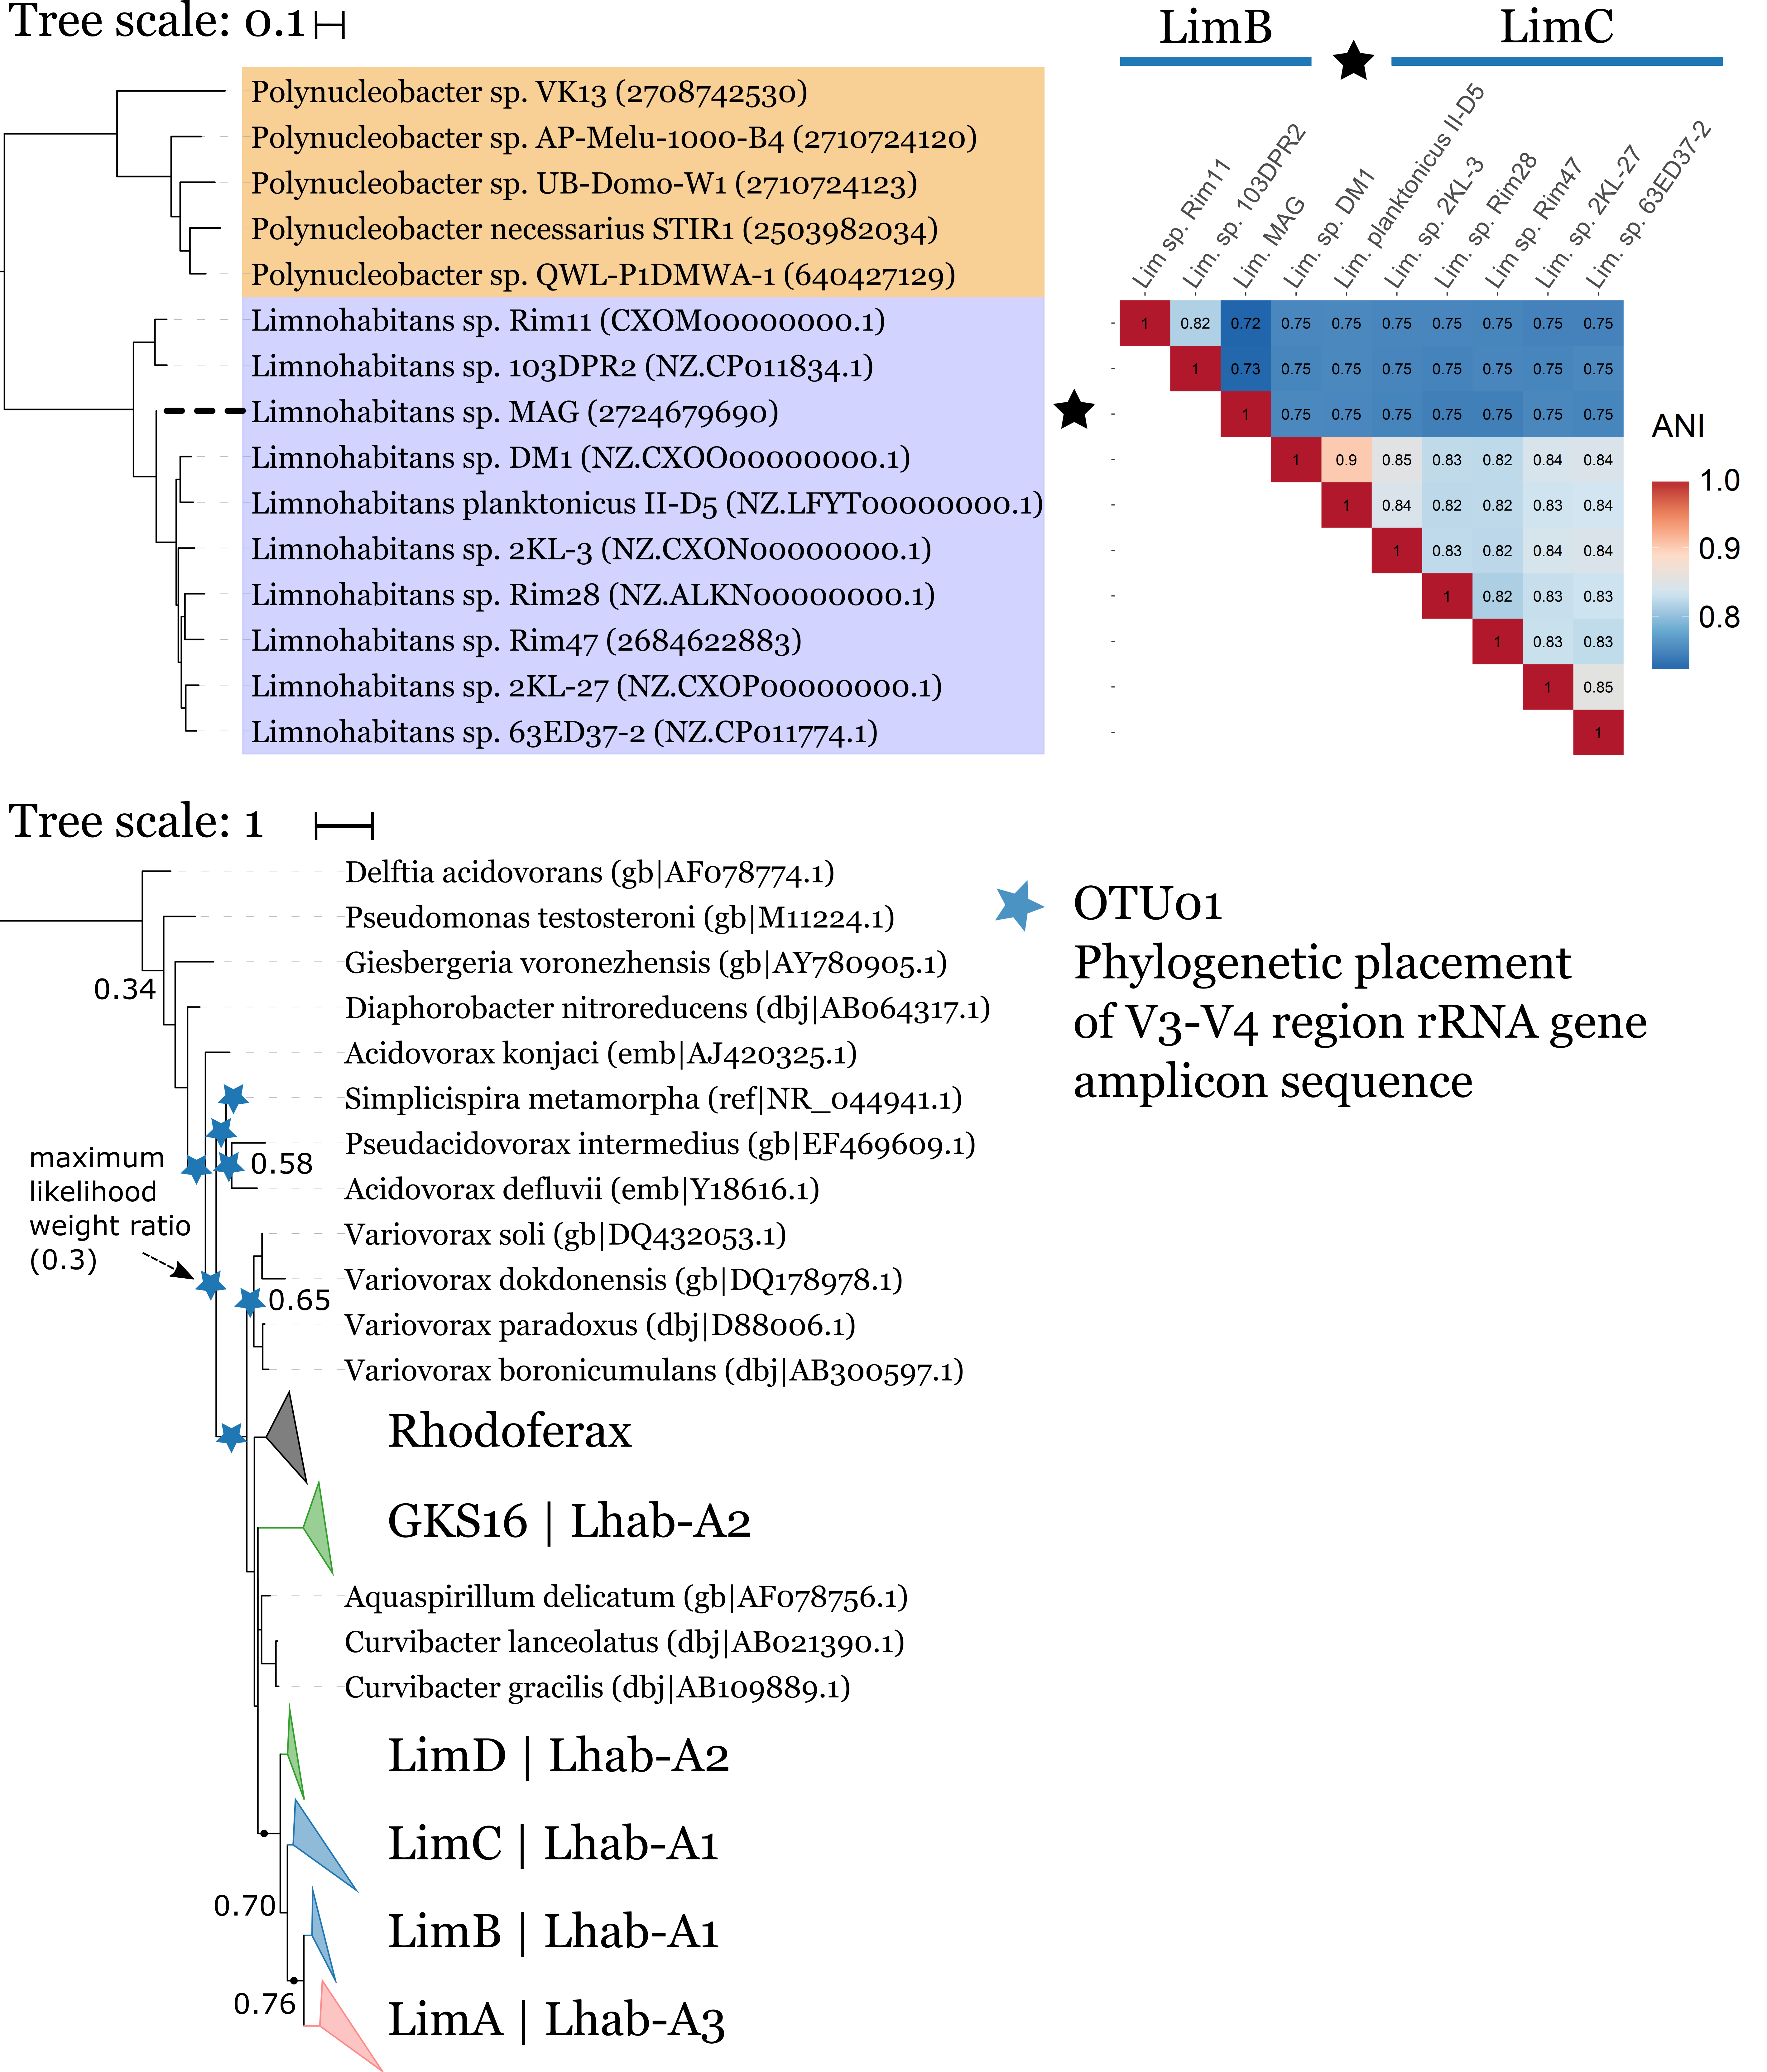 Tree scale: 0.1
LimB
LimC
Polynucleobacter sp. VK13 (2708742530)
Polynucleobacter sp. AP-Melu-1000-B4 (2710724120)
Polynucleobacter sp. UB-Domo-W1 (2710724123)
Polynucleobacter necessarius STIR1 (2503982034)
Polynucleobacter sp. QWL-P1DMWA-1 (640427129)
Limnohabitans sp. Rim11 (CXOM00000000.1)
Limnohabitans sp. 103DPR2 (NZ.CP011834.1)
Limnohabitans sp. MAG (2724679690)
Limnohabitans sp. DM1 (NZ.CXOO00000000.1)
Limnohabitans planktonicus II-D5 (NZ.LFYT00000000.1)
Limnohabitans sp. 2KL-3 (NZ.CXON00000000.1)
Limnohabitans sp. Rim28 (NZ.ALKN00000000.1)
Limnohabitans sp. Rim47 (2684622883)
Limnohabitans sp. 2KL-27 (NZ.CXOP00000000.1)
Limnohabitans sp. 63ED37-2 (NZ.CP011774.1)
Lim sp. Rim11
Lim. sp. 103DPR2
Lim. MAG
Lim. sp. DM1
Lim. planktonicus II-D5
Lim. sp. 2KL-3
Lim. sp. Rim28
Lim sp. Rim47
Lim. sp. 2KL-27
Lim. sp. 63ED37-2
1 0.82 0.72 0.75 0.75 0.75 0.75 0.75 0.75 0.75
1 0.73 0.75 0.75 0.75 0.75 0.75 0.75 0.75
1 0.75 0.75 0.75 0.75 0.75 0.75 0.75
1 0.9 0.85 0.83 0.82 0.84 0.84
1 0.84 0.82 0.82 0.83 0.84
1 0.83 0.82 0.84 0.84
1 0.82 0.83 0.83
1 0.83 0.83
1 0.85
1
ANI
1.0
0.9
0.8
Tree scale: 1
Delftia acidovorans (gb|AF078774.1)
Pseudomonas testosteroni (gb|M11224.1)
Giesbergeria voronezhensis (gb|AY780905.1)
0.34
Diaphorobacter nitroreducens (dbj|AB064317.1)
Acidovorax konjaci (emb|AJ420325.1)
Simplicispira metamorpha (ref|NR_044941.1)
Pseudacidovorax intermedius (gb|EF469609.1)
0.58
Acidovorax defluvii (emb|Y18616.1)
maximum
likelihood
weight ratio
(0.3)
Variovorax soli (gb|DQ432053.1)
Variovorax dokdonensis (gb|DQ178978.1)
0.65
Variovorax paradoxus (dbj|D88006.1)
Variovorax boronicumulans (dbj|AB300597.1)
Rhodoferax
GKS16 | Lhab-A2
Aquaspirillum delicatum (gb|AF078756.1)
Curvibacter lanceolatus (dbj|AB021390.1)
Curvibacter gracilis (dbj|AB109889.1)
LimD | Lhab-A2
LimC | Lhab-A1
0.70
LimB | Lhab-A1
0.76
LimA | Lhab-A3
OTU01
Phylogenetic placement
of V3-V4 region rRNA gene
amplicon sequence